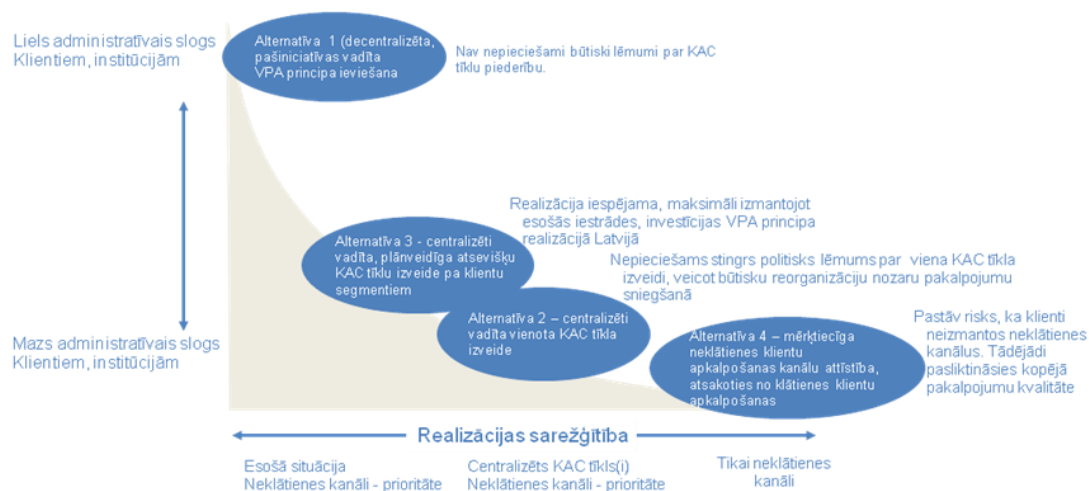 Liels administratīvais slogs
Klientiem, institūcijām
Alternatīva 1 (decentralizēta,
pašiniciatīvas vadīta
VPA principa ieviešana
Nav nepieciešami būtiski lēmumi par KAC
tīklu piederību.
Realizācija iespējama, maksimāli izmantojot
esošās iestrādes, investīcijas VPA principa
realizācijā Latvijā
Alternatīva 3 - centralizēti
vadīta, plānveidīga atsevišķu
KAC tīklu izveide pa klientu
segmentiem
Nepieciešams stingrs politisks lēmums par viena KAC tīkla
izveidi, veicot būtisku reorganizāciju nozaru pakalpojumu
sniegšanā
Alternatīva 2 – centralizēti
vadīta vienota KAC tīkla
izveide
Mazs administratīvais slogs
Klientiem, institūcijām
Alternatīva 4 – mērķtiecīga
neklātienes klientu
apkalpošanas kanālu attīstība,
atsakoties no klātienes klientu
apkalpošanas
Pastāv risks, ka klienti
neizmantos neklātienes
kanālus. Tādējādi
pasliktināsies kopējā
pakalpojumu kvalitāte
Realizācijas sarežģītība
Esošā situācija
Neklātienes kanāli - prioritāte
Centralizēts KAC tīkls(i)
Neklātienes kanāli - prioritāte
Tikai neklātienes
kanāli